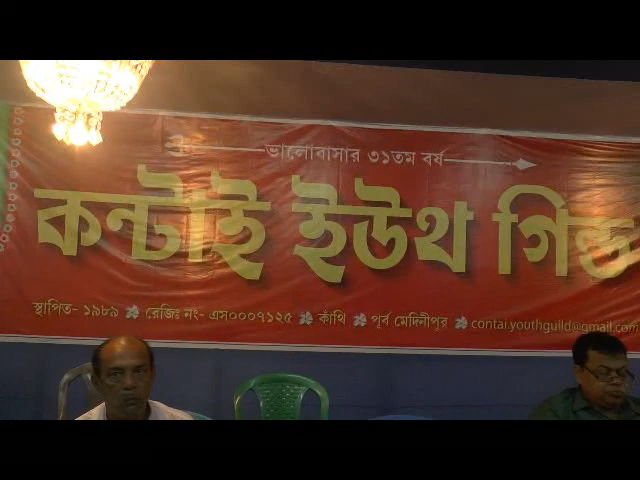 ভালোবাসার ৩১তম বর্ষ
কন্টাই ইউথ গিল্ড
স্থাপিত- ১৯৮৯ রেজিঃ নং- এস০০০৭১২৫ কাঁথি পূর্ব মেদিনীপুর contai.youthguild@gmail.com